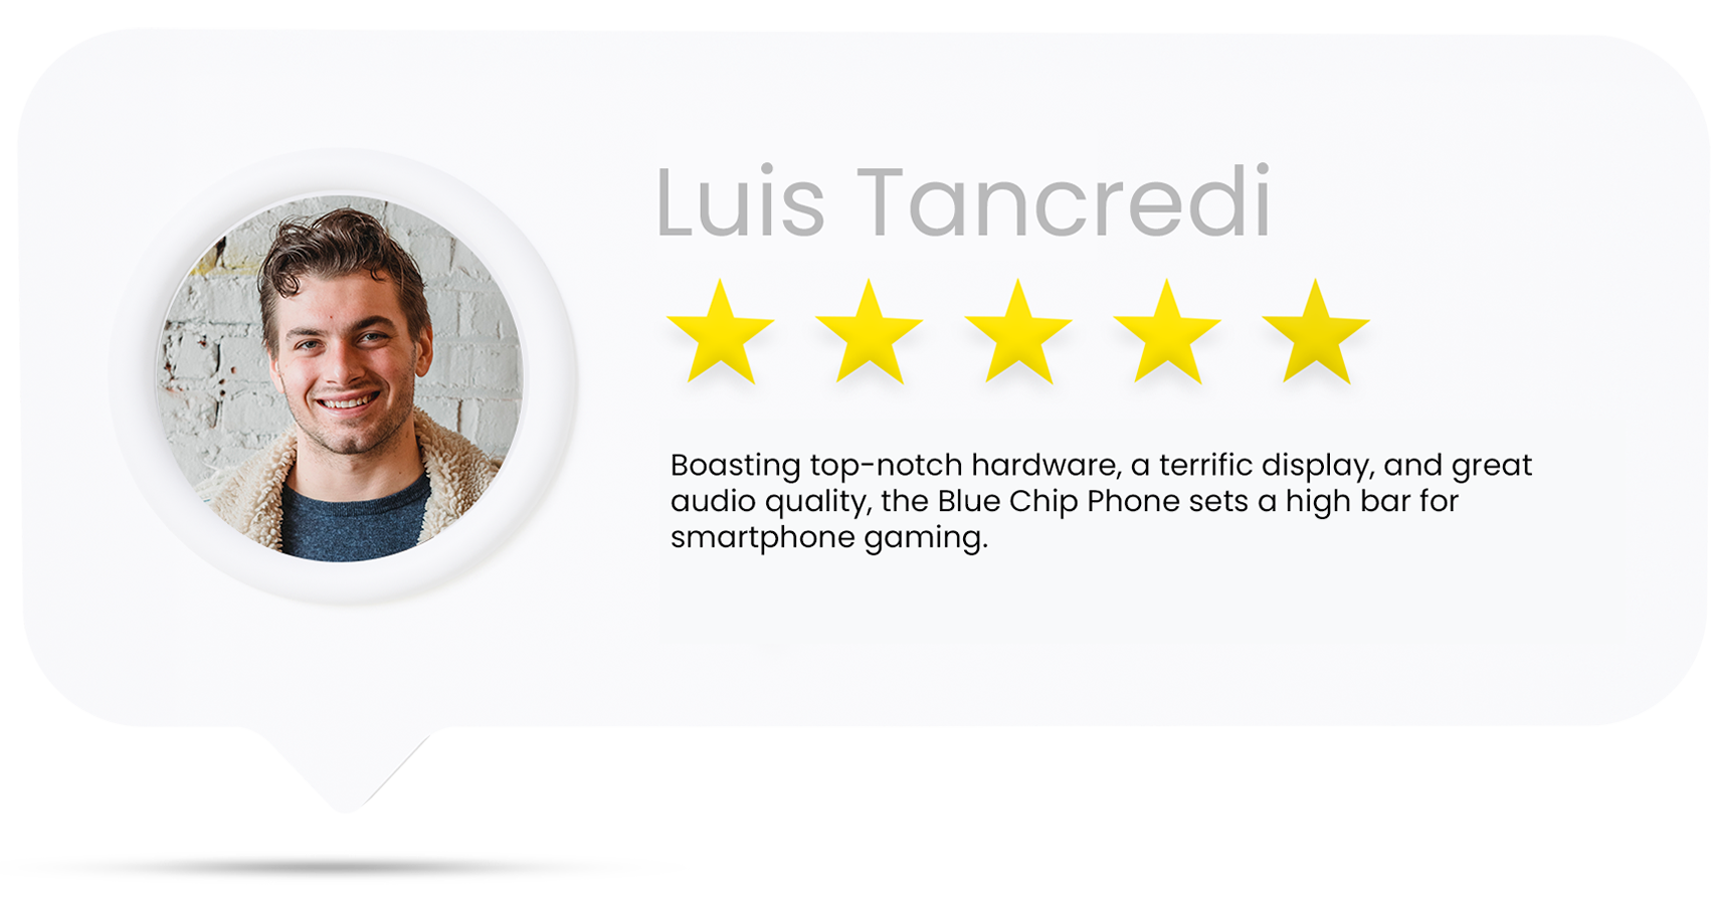 Luis Tancredi
Boasting top-notch hardware, a terrific display, and great
audio quality, the Blue Chip Phone sets a high bar for
smartphone gaming.